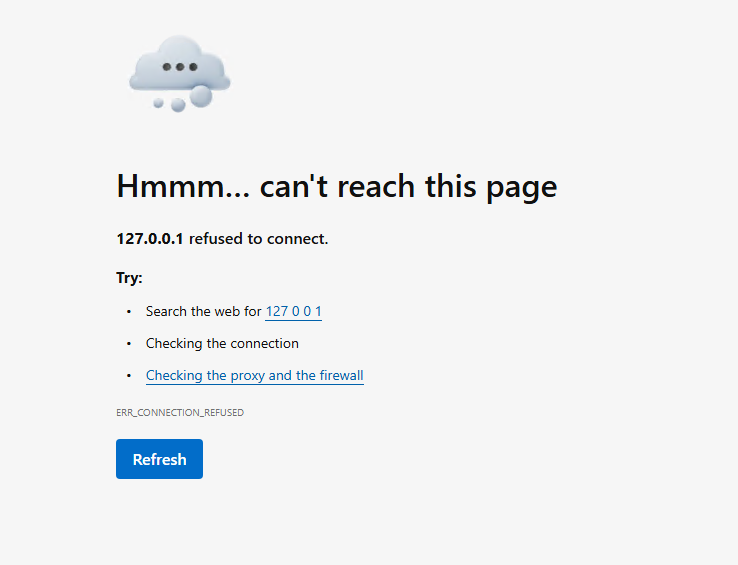 Hmmm... can't reach this page
127.0.0.1 refused to connect.
Try:
• Search the web for 127 0 0 1
• Checking the connection
• Checking the proxy and the firewall
ERR_CONNECTION_REFUSED
Refresh